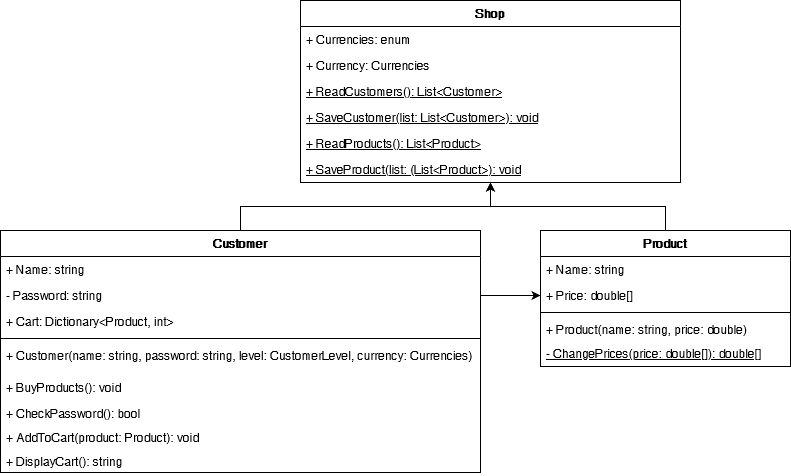 Shop
+ Currencies: enum
+ Currency: Currencies
+ ReadCustomers(): List<Customer>
+ SaveCustomer(list: List<Customer>): void
+ ReadProducts(): List<Product>
+ SaveProduct(list: (List<Product>): void
Customer
+ Name: string
- Password: string
+ Cart: Dictionary<Product, int>
+ Customer(name: string, password: string, level: CustomerLevel, currency: Currencies)
+ BuyProducts(): void
+ CheckPassword(): bool
+ AddToCart(product: Product): void
+ DisplayCart(): string
Product
+ Name: string
+ Price: double[]
+ Product(name: string, price: double)
- ChangePrices(price: double[]): double[]